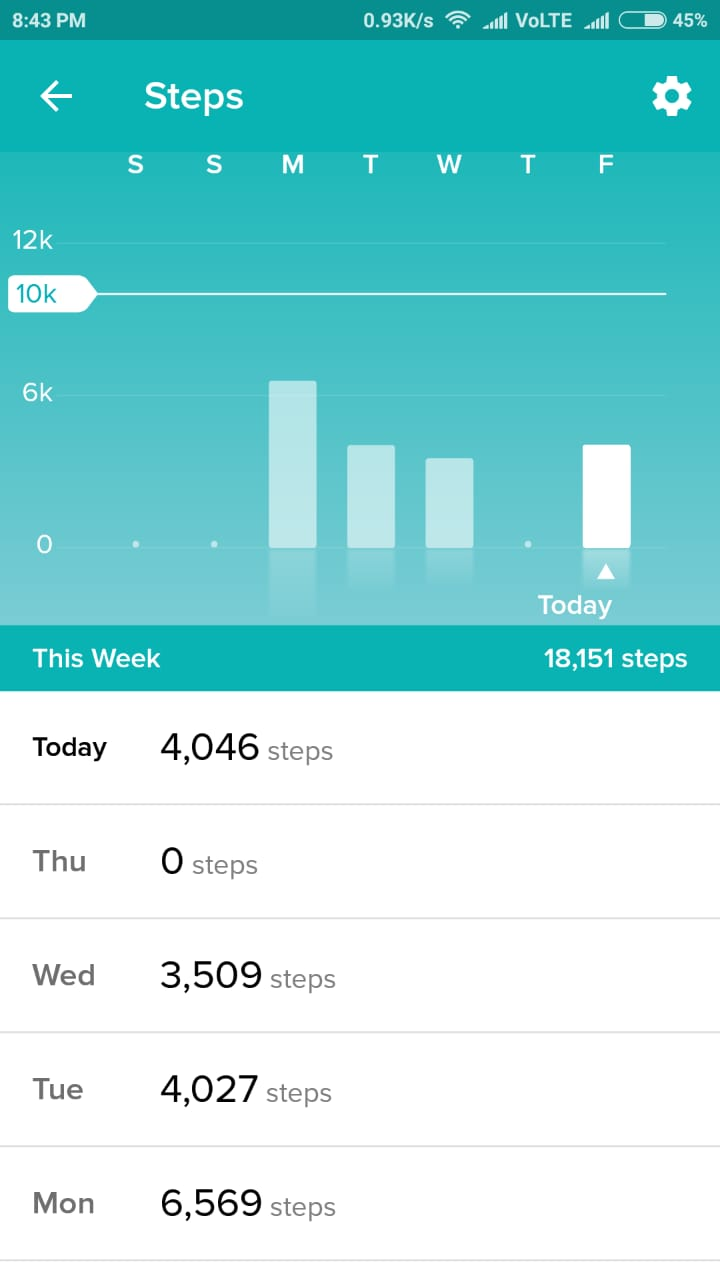 8:43 PM 0.93K/s VoLTE 45%
Steps
S S M T W T F
12k
10k
6k
0
Today
This Week 18,151 steps
Today 4,046 steps
Thu 0 steps
Wed 3,509 steps
Tue 4,027 steps
Mon 6,569 steps